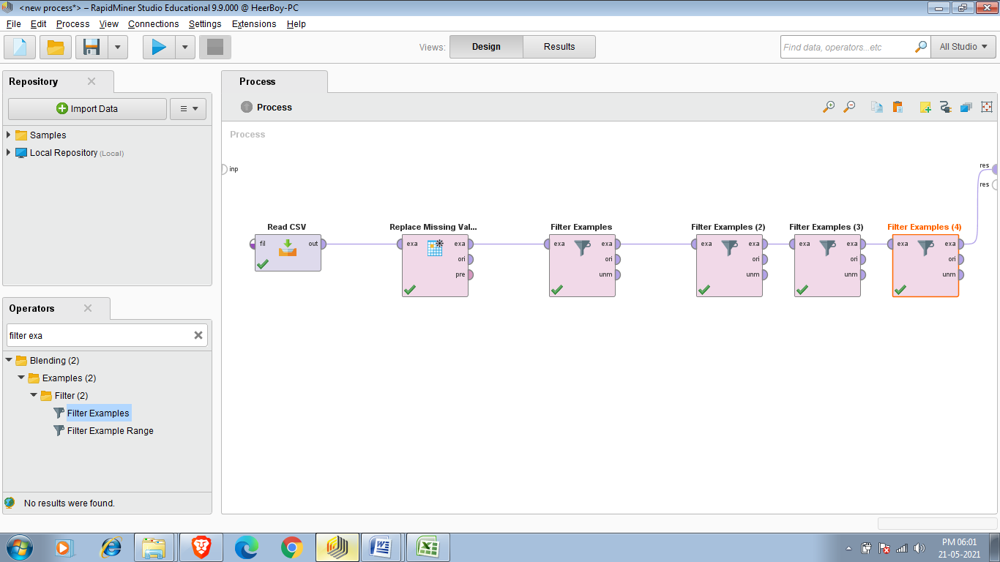 <new process*> – RapidMiner Studio Educational 9.9.000 @ HeerBoy-PC
File Edit Process View Connections Settings Extensions Help
Views: Design Results
Find data, operators...etc
All Studio
Repository
Import Data
Samples
Local Repository (Local)
Process
Process
Process
inp
res
res
Read CSV
fil out
Replace Missing Val...
exa exa
ori
pre
Filter Examples
exa exa
ori
unm
Filter Examples (2)
exa exa
ori
unm
Filter Examples (3)
exa exa
ori
unm
Filter Examples (4)
exa exa
ori
unm
Operators
filter exa
Blending (2)
Examples (2)
Filter (2)
Filter Examples
Filter Example Range
No results were found.
PM 06:01
21-05-2021